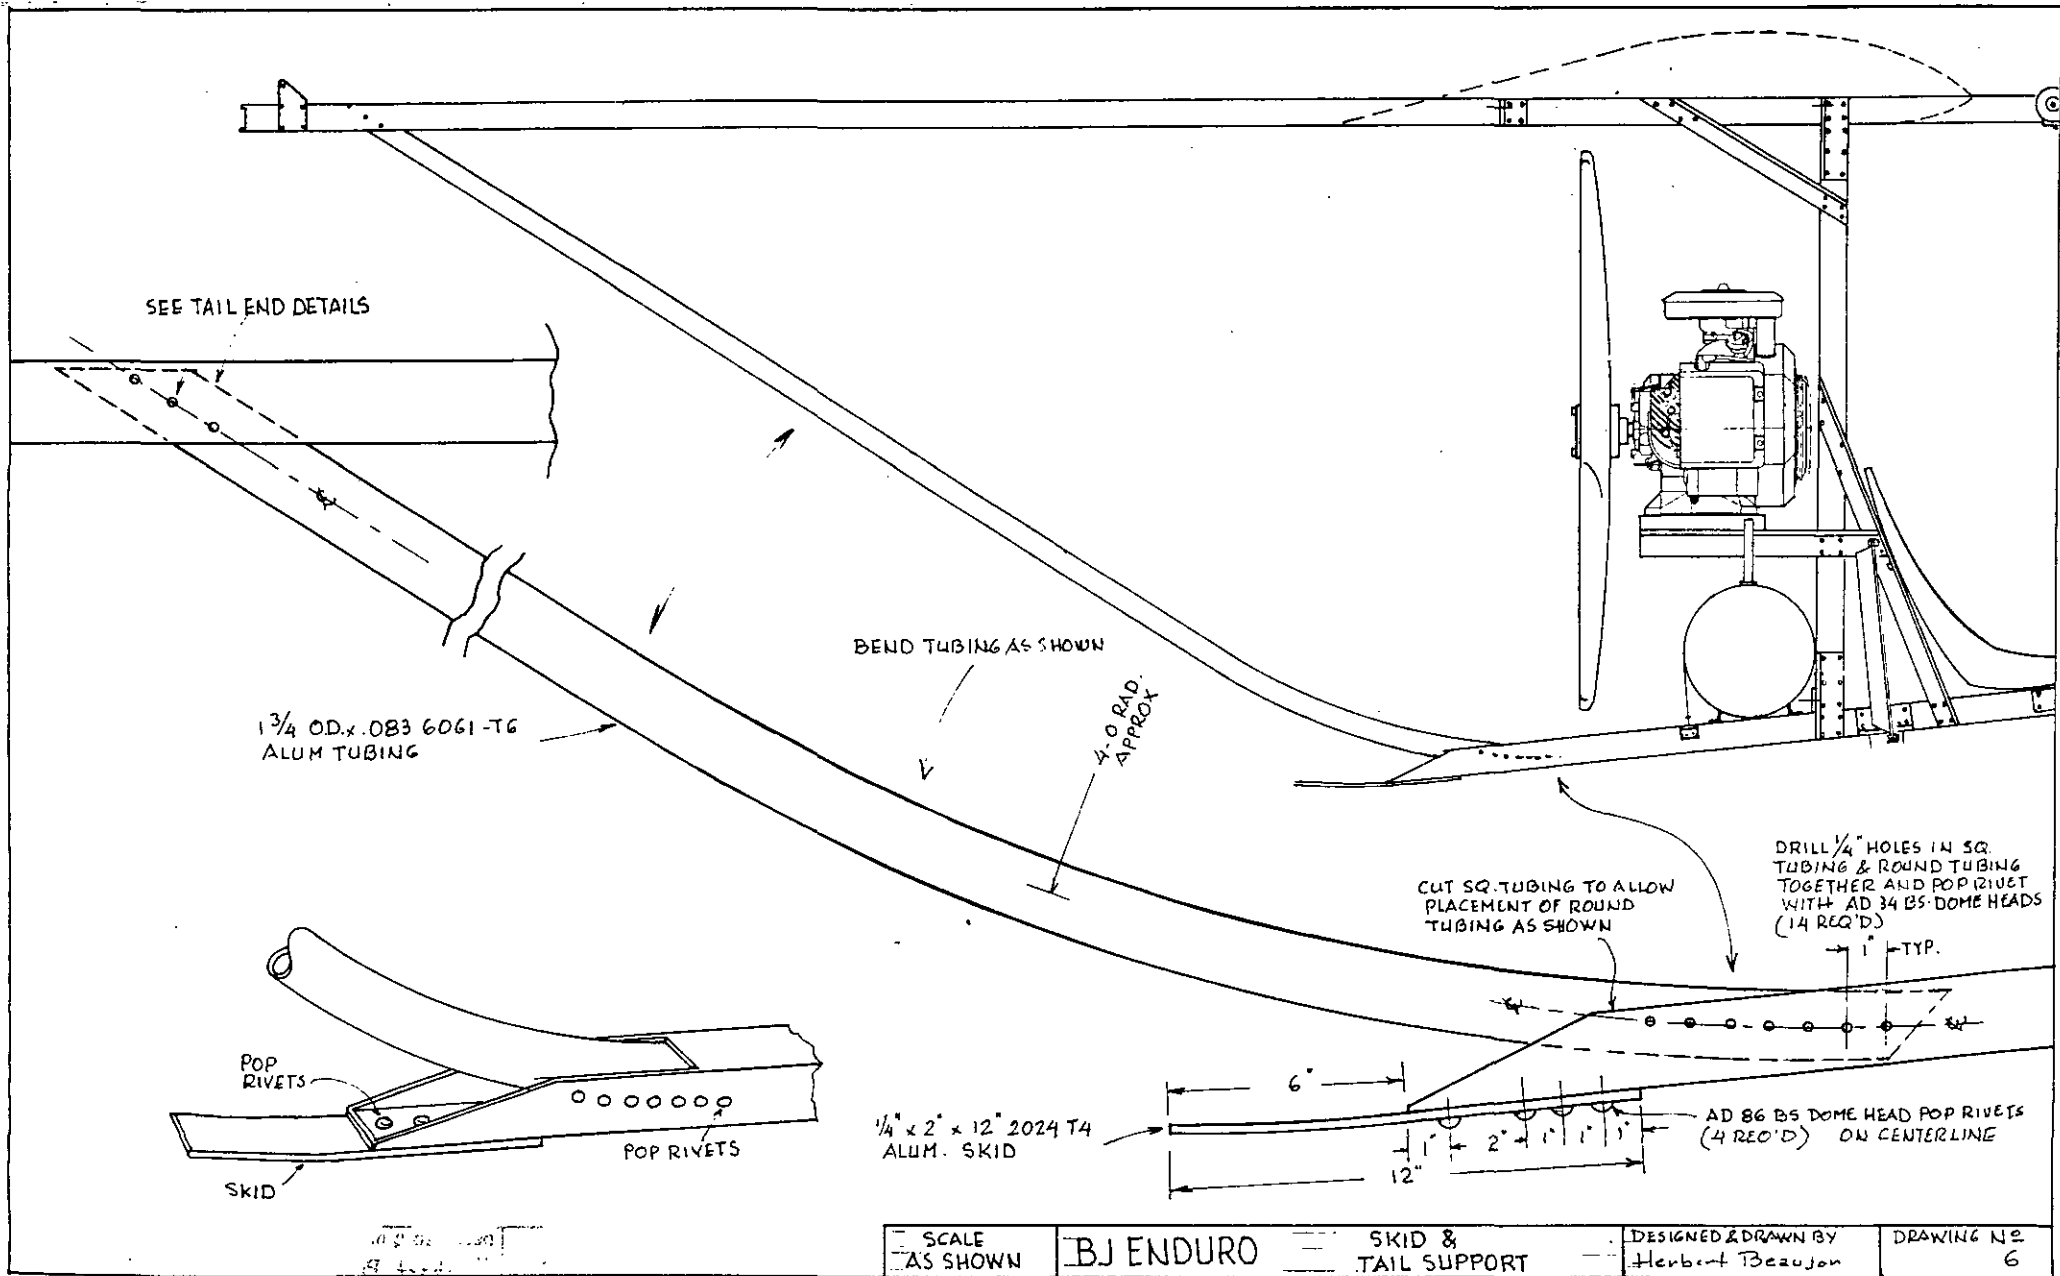 SEE TAIL END DETAILS
BEND TUBING AS SHOWN
4-0 RAD.
APPROX
1 3/4 O.D. x .083 6061-T6
ALUM TUBING
DRILL 1/4" HOLES IN SQ.
TUBING & ROUND TUBING
TOGETHER AND POP RIVET
WITH AD 34 BS DOME HEADS
(14 REQ'D)
CUT SQ. TUBING TO ALLOW
PLACEMENT OF ROUND
TUBING AS SHOWN
1" TYP.
POP
RIVETS
POP RIVETS
SKID
6"
1/4" x 2" x 12" 2024 T4
ALUM. SKID
1" 2" 1" 1" 1"
12"
AD 86 BS DOME HEAD POP RIVETS
(4 REQ'D) ON CENTERLINE
SCALE
AS SHOWN
BJ ENDURO
SKID &
TAIL SUPPORT
DESIGNED & DRAWN BY
Herbert Beaujon
DRAWING Nº
6